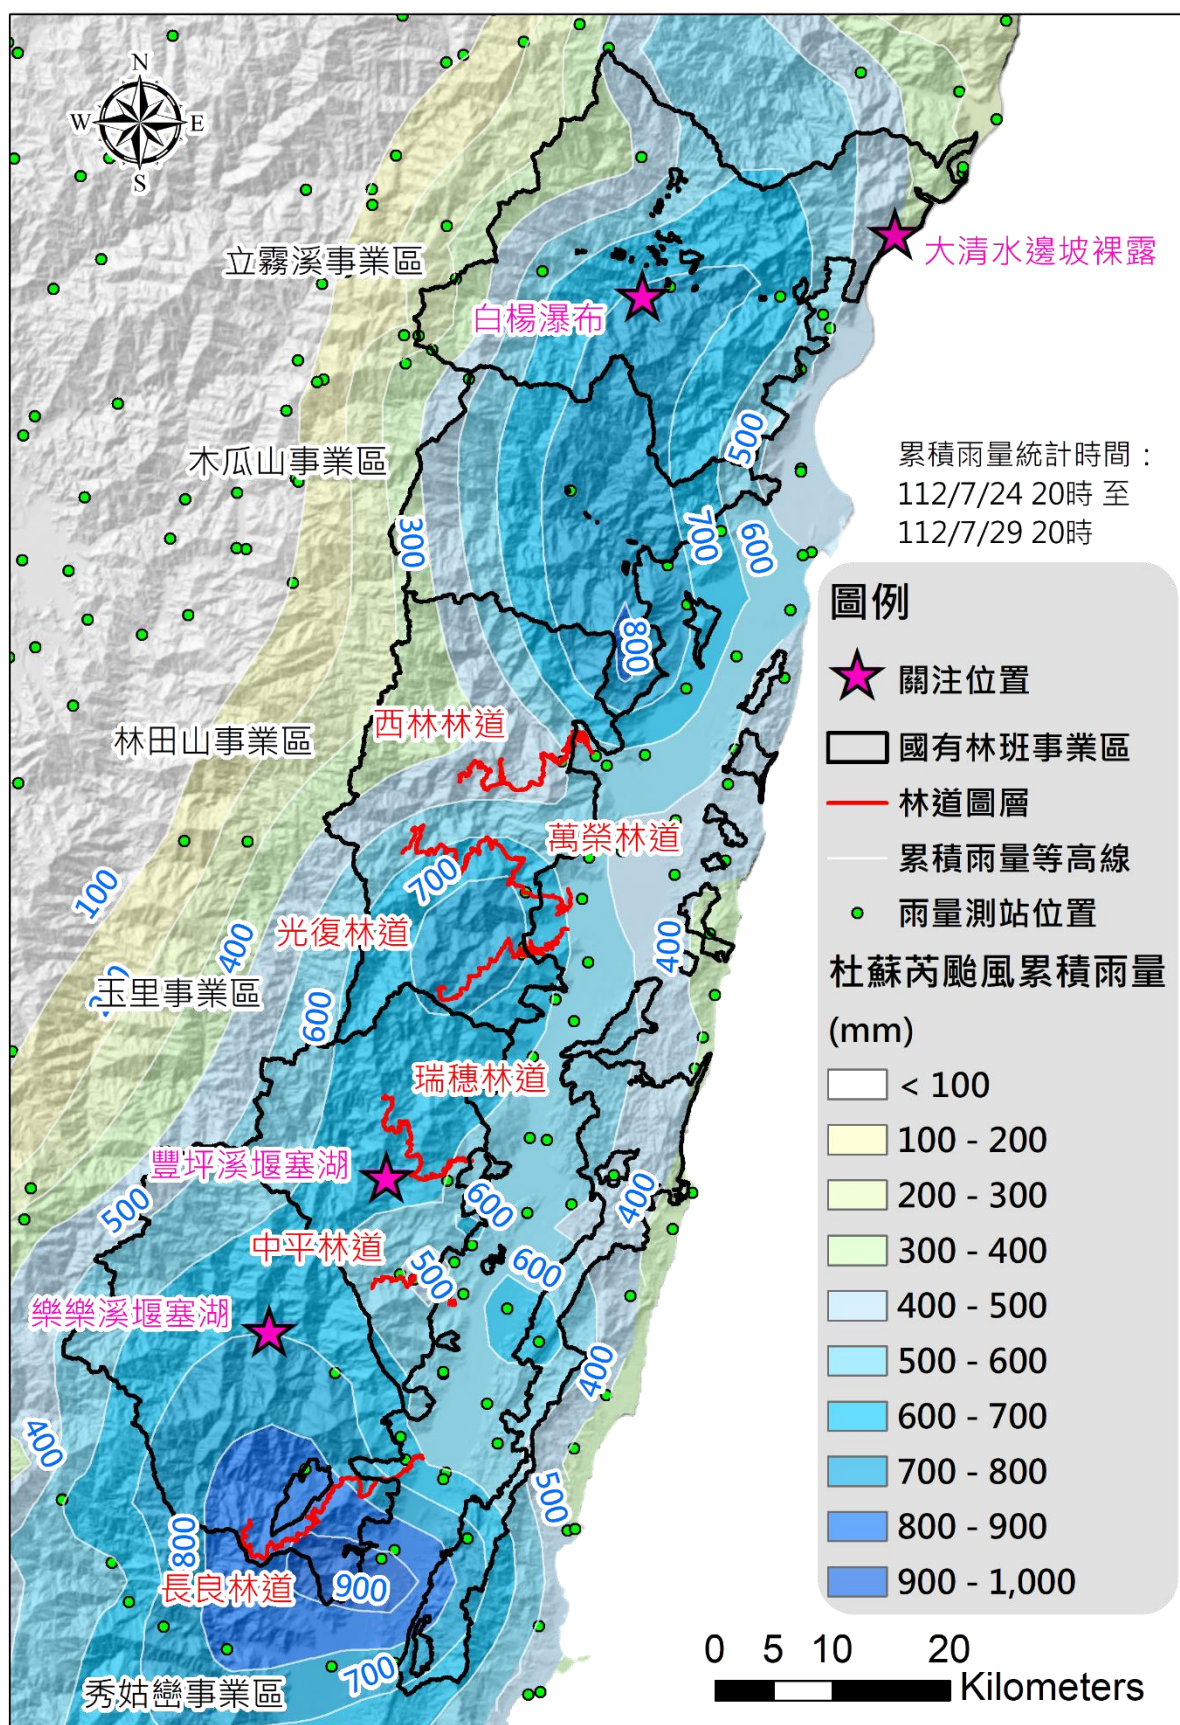 N
W
E
S
立霧溪事業區
大清水邊坡裸露
白楊瀑布
木瓜山事業區
500
累積雨量統計時間：
112/7/24 20時 至
112/7/29 20時
300
700
600
800
圖例
關注位置
國有林班事業區
林道圖層
累積雨量等高線
雨量測站位置
杜蘇芮颱風累積雨量
(mm)
< 100
100 - 200
200 - 300
300 - 400
400 - 500
500 - 600
600 - 700
700 - 800
800 - 900
900 - 1,000
西林林道
林田山事業區
萬榮林道
700
100
光復林道
400
400
玉里事業區
600
瑞穗林道
豐坪溪堰塞湖
500
600
400
中平林道
500
600
樂樂溪堰塞湖
400
400
500
800
長良林道
900
700
秀姑巒事業區
0 5 10 20
Kilometers